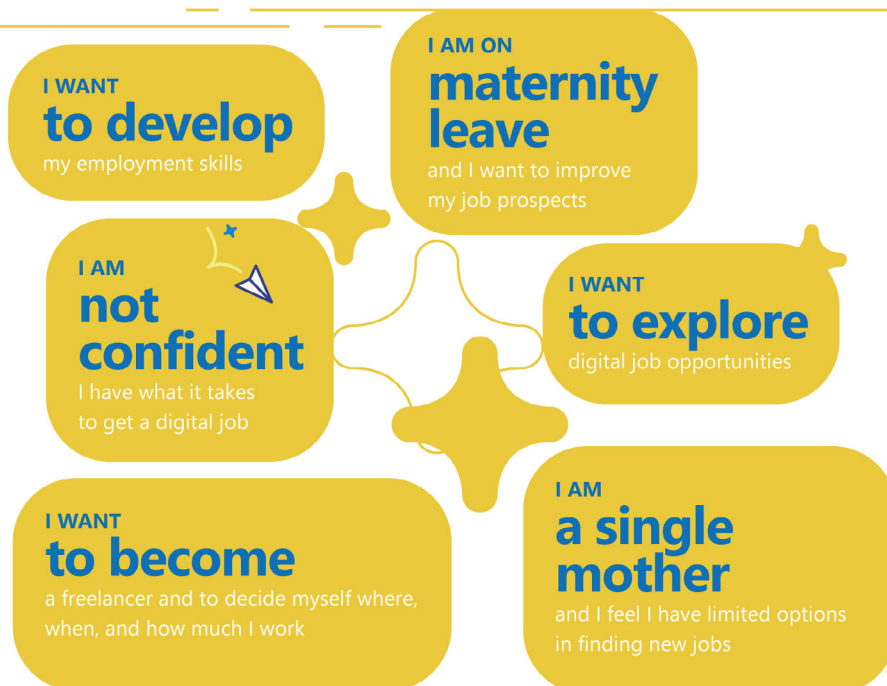 I WANT
to develop
my employment skills
I AM ON
maternity
leave
and I want to improve
my job prospects
I AM
not
confident
I have what it takes
to get a digital job
I WANT
to explore
digital job opportunities
I WANT
to become
a freelancer and to decide myself where,
when, and how much I work
I AM
a single
mother
and I feel I have limited options
in finding new jobs